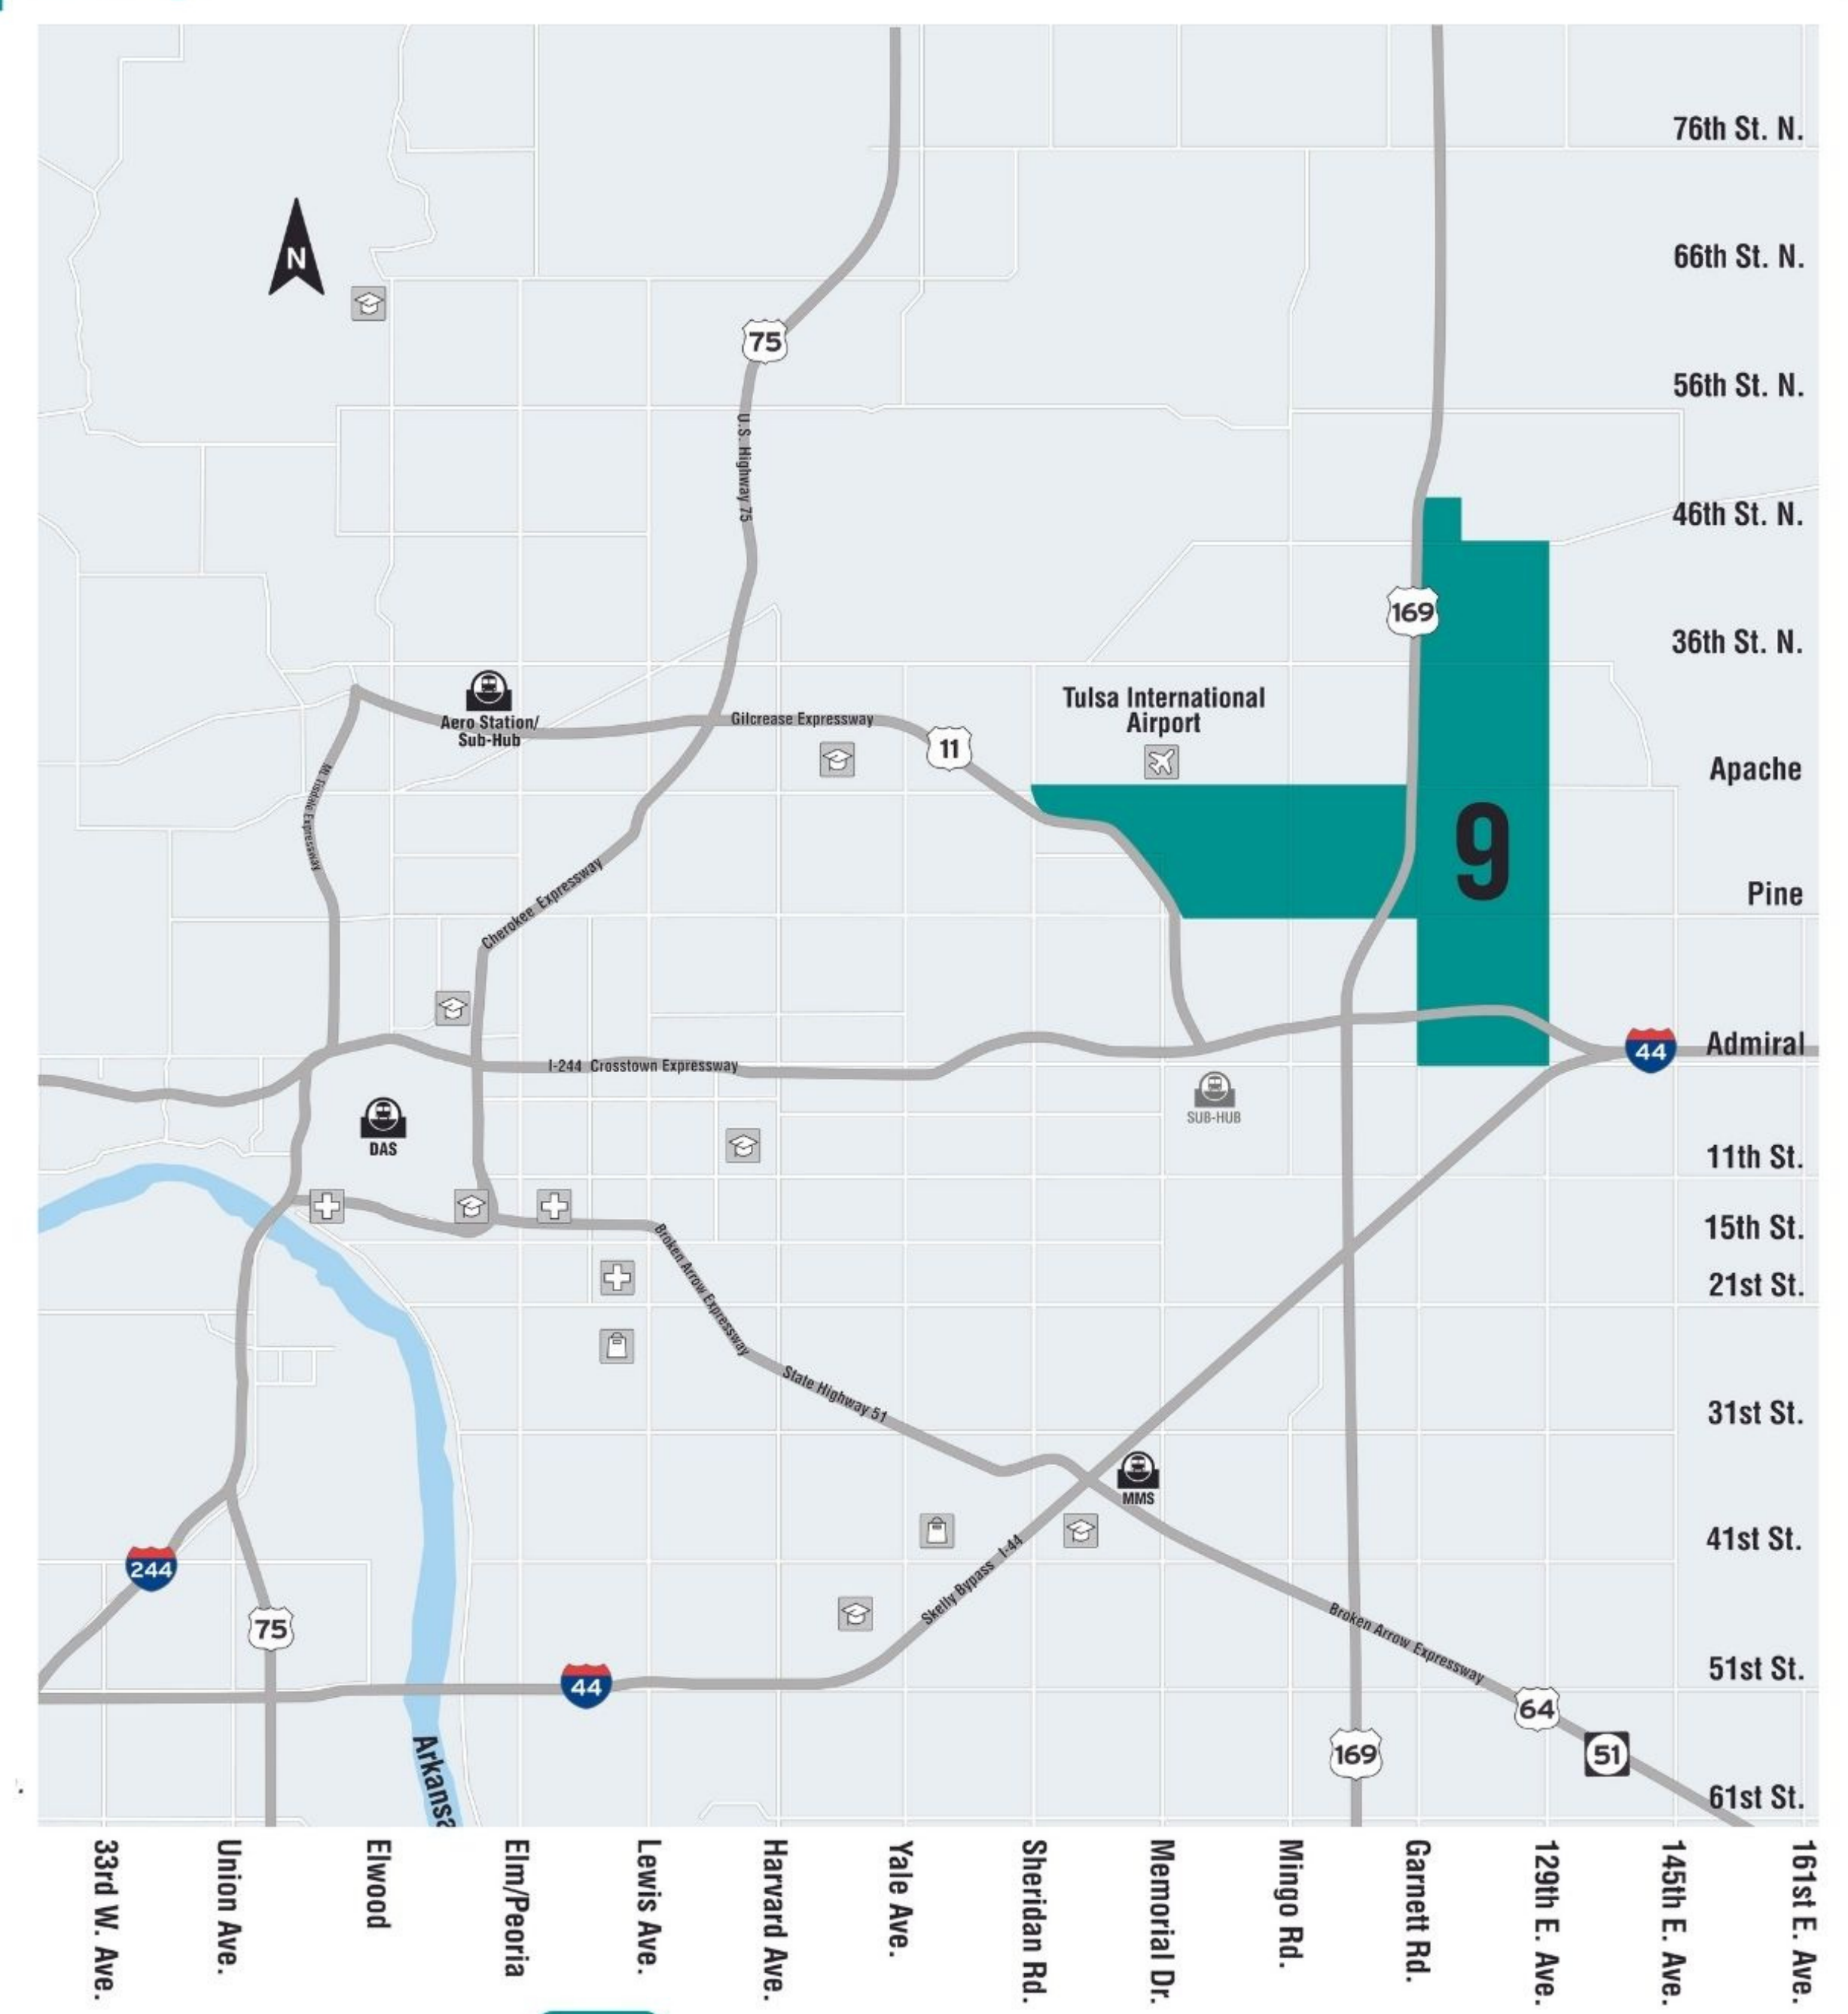 76th St. N.
66th St. N.
N
75
56th St. N.
U.S. Highway 75
46th St. N.
169
36th St. N.
Tulsa International
Airport
Aero Station/
Sub-Hub
Gilcrease Expressway
11
Apache
Mt. Tisdale Expressway
9
Cherokee Expressway
Pine
44
Admiral
I-244 Crosstown Expressway
SUB-HUB
DAS
11th St.
15th St.
Broken Arrow Expressway
21st St.
State Highway 51
31st St.
MMS
41st St.
Skelly Bypass I-44
244
75
Broken Arrow Expressway
51st St.
44
64
169
51
Arkansa
61st St.
33rd W. Ave.
Union Ave.
Elwood
Elm/Peoria
Lewis Ave.
Harvard Ave.
Yale Ave.
Sheridan Rd.
Memorial Dr.
Mingo Rd.
Garnett Rd.
129th E. Ave.
145th E. Ave.
161st E. Ave.